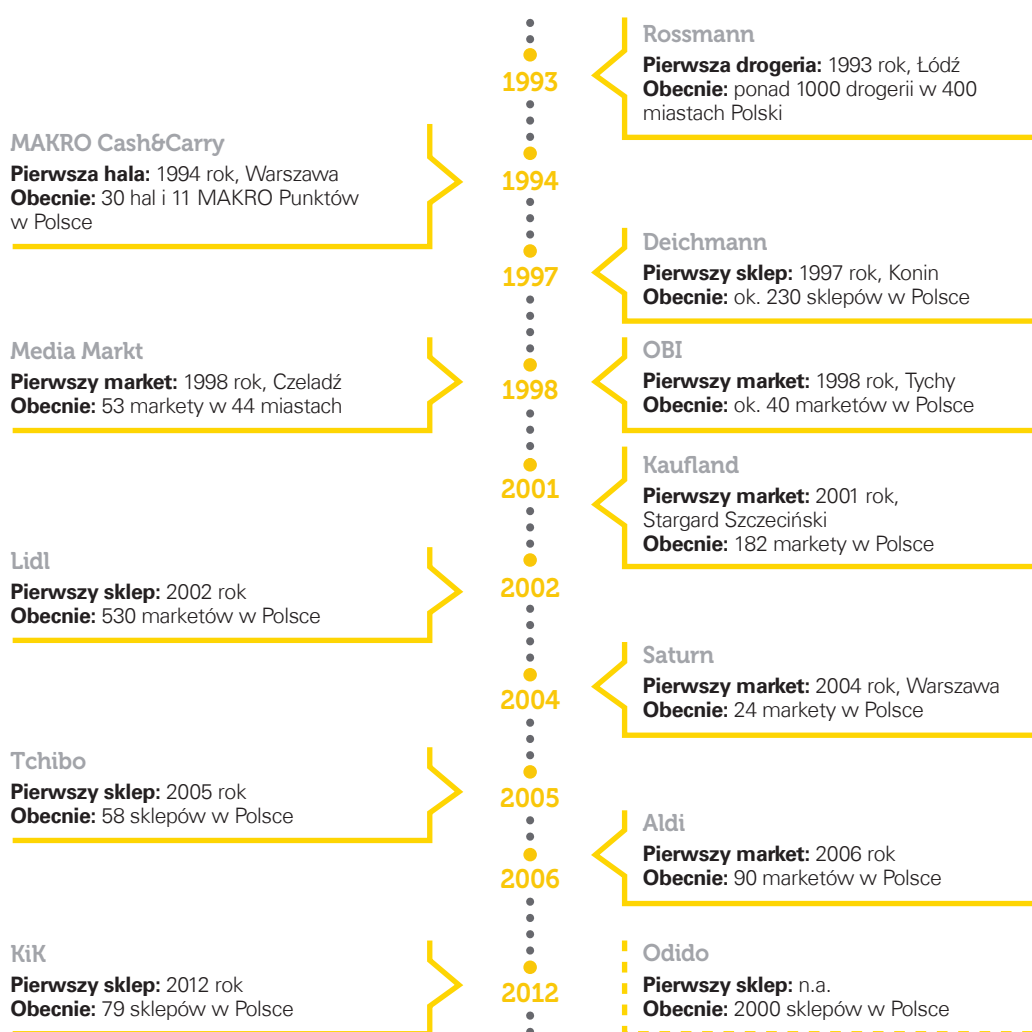 Rossmann
Pierwsza drogeria: 1993 rok, Łódź
Obecnie: ponad 1000 drogerii w 400
miastach Polski
1993
MAKRO Cash&Carry
Pierwsza hala: 1994 rok, Warszawa
Obecnie: 30 hal i 11 MAKRO Punktów
w Polsce
1994
Deichmann
Pierwszy sklep: 1997 rok, Konin
Obecnie: ok. 230 sklepów w Polsce
1997
Media Markt
Pierwszy market: 1998 rok, Czeladź
Obecnie: 53 markety w 44 miastach
1998
OBI
Pierwszy market: 1998 rok, Tychy
Obecnie: ok. 40 marketów w Polsce
Kaufland
Pierwszy market: 2001 rok,
Stargard Szczeciński
Obecnie: 182 markety w Polsce
2001
Lidl
Pierwszy sklep: 2002 rok
Obecnie: 530 marketów w Polsce
2002
Saturn
Pierwszy market: 2004 rok, Warszawa
Obecnie: 24 markety w Polsce
2004
Tchibo
Pierwszy sklep: 2005 rok
Obecnie: 58 sklepów w Polsce
2005
Aldi
Pierwszy market: 2006 rok
Obecnie: 90 marketów w Polsce
2006
KiK
Pierwszy sklep: 2012 rok
Obecnie: 79 sklepów w Polsce
2012
Odido
Pierwszy sklep: n.a.
Obecnie: 2000 sklepów w Polsce